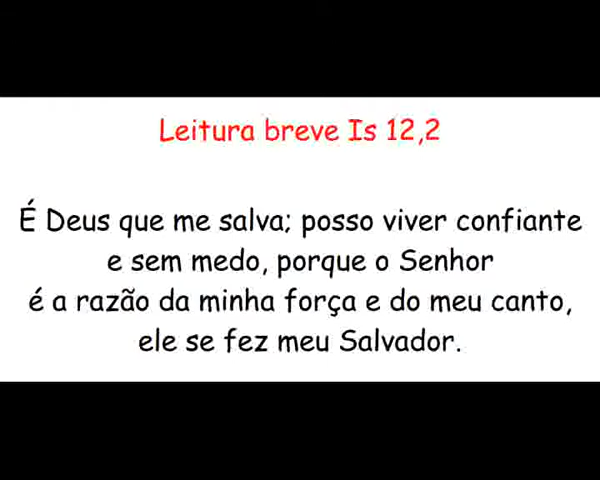 Leitura breve Is 12,2
É Deus que me salva; posso viver confiante
e sem medo, porque o Senhor
é a razão da minha força e do meu canto,
ele se fez meu Salvador.